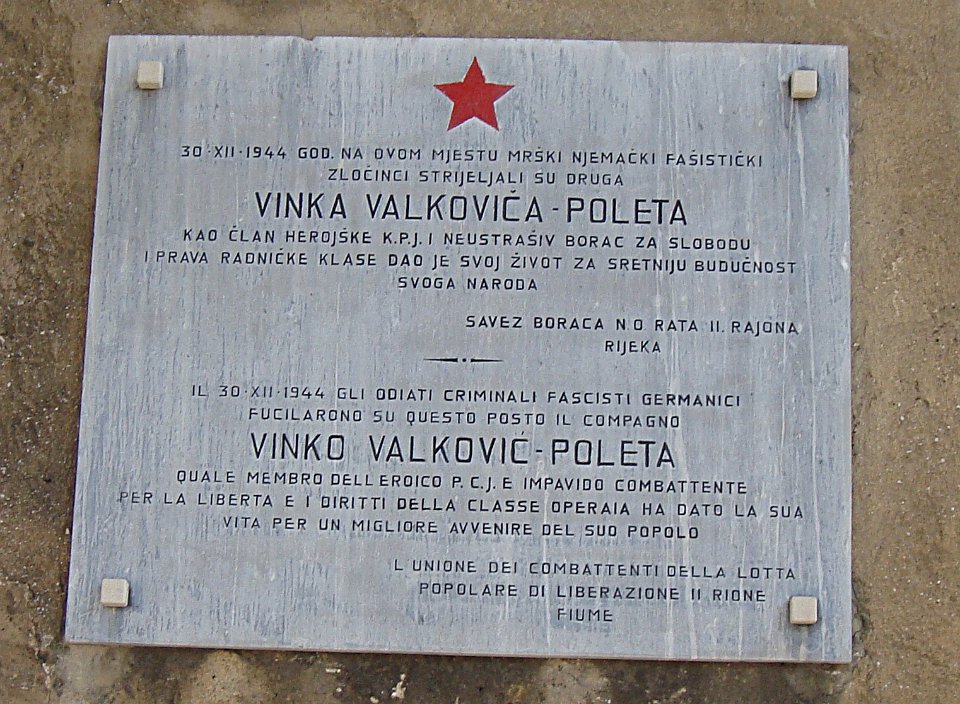 30·XII·1944 GOD. NA OVOM MJESTU MRŠKI NJEMAČKI FAŠISTIČKI
ZLOČINCI STRIJELJALI SU DRUGA
VINKA VALKOVIĆA-POLETA
KAO ČLAN HEROJSKE K.P.J. I NEUSTRAŠIV BORAC ZA SLOBODU
I PRAVA RADNIČKE KLASE DAO JE SVOJ ŽIVOT ZA SRETNIJU BUDUČNOST
SVOGA NARODA
SAVEZ BORACA N O RATA II. RAJONA
RIJEKA
IL 30·XII·1944 GLI ODIATI CRIMINALI FASCISTI GERMANICI
FUCILARONO SU QUESTO POSTO IL COMPAGNO
VINKO VALKOVIĆ-POLETA
QUALE MEMBRO DELL EROICO P.C.J. E IMPAVIDO COMBATTENTE
PER LA LIBERTA E I DIRITTI DELLA CLASSE OPERAIA HA DATO LA SUA
VITA PER UN MIGLIORE AVVENIRE DEL SUO POPOLO
L'UNIONE DEI COMBATTENTI DELLA LOTTA
POPOLARE DI LIBERAZIONE II RIONE
FIUME